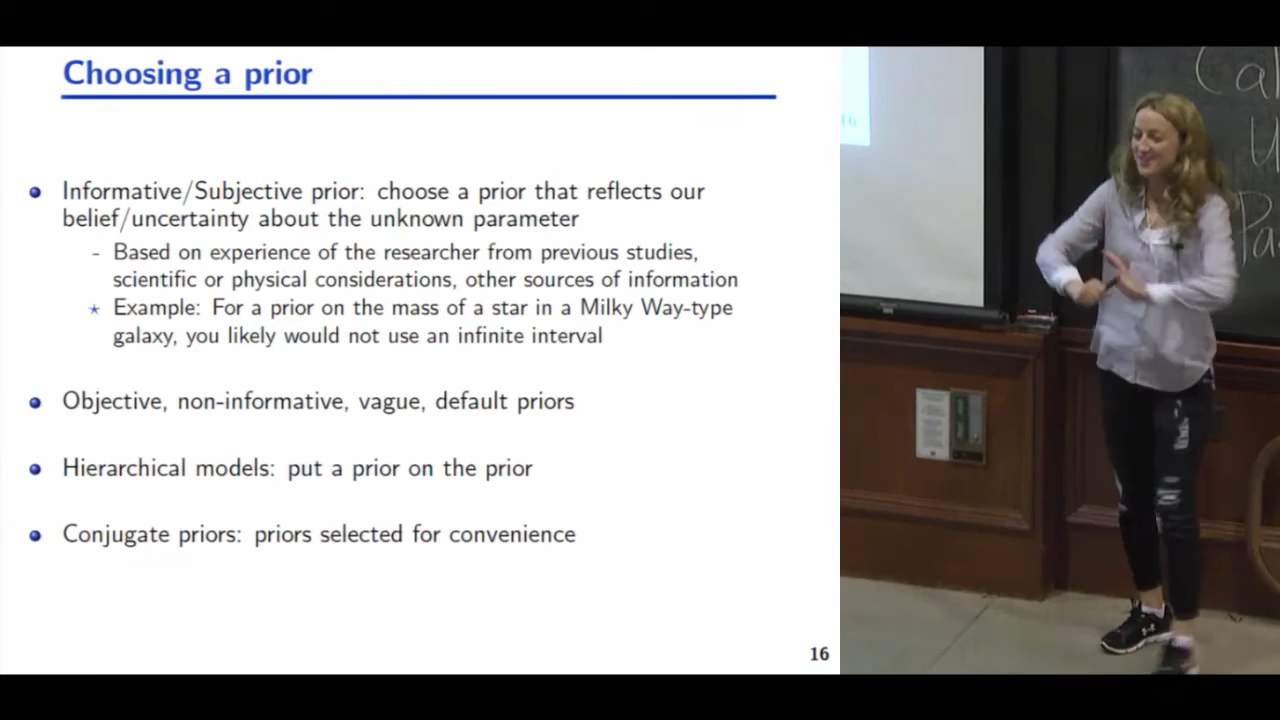 Choosing a prior
Informative/Subjective prior: choose a prior that reflects our
belief/uncertainty about the unknown parameter
- Based on experience of the researcher from previous studies,
scientific or physical considerations, other sources of information
⋆ Example: For a prior on the mass of a star in a Milky Way-type
galaxy, you likely would not use an infinite interval
Objective, non-informative, vague, default priors
Hierarchical models: put a prior on the prior
Conjugate priors: priors selected for convenience
16
Cal
U
Pa